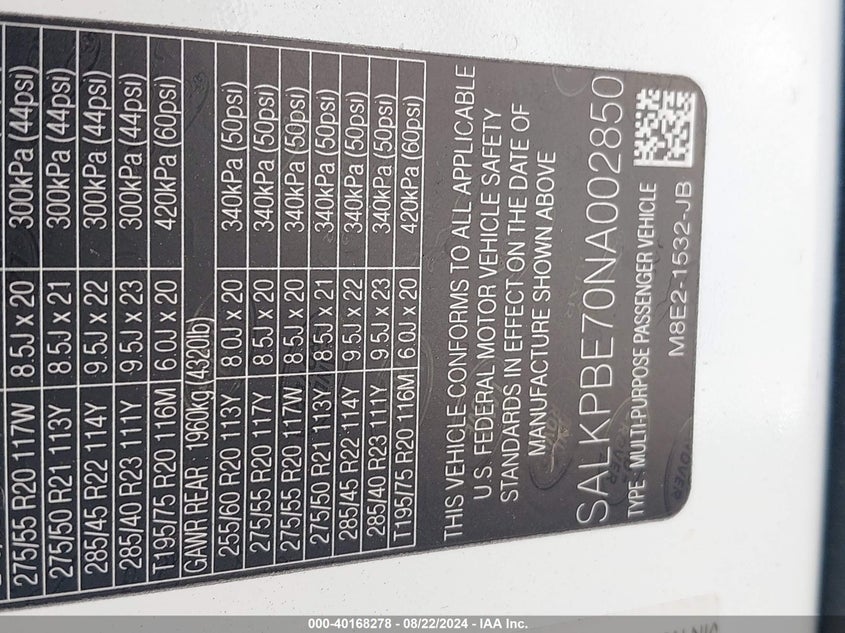 275/55 R20 117W 8.5J x 20 300kPa (44psi)
275/50 R21 113Y 8.5J x 21 300kPa (44psi)
285/45 R22 114Y 9.5J x 22 300kPa (44psi)
285/40 R23 111Y 9.5J x 23 300kPa (44psi)
T195/75 R20 116M 6.0J x 20 420kPa (60psi)
GAWR REAR : 1960kg (4320lb)
255/60 R20 113Y 8.0J x 20 340kPa (50psi)
275/55 R20 117Y 8.5J x 20 340kPa (50psi)
275/55 R20 117W 8.5J x 20 340kPa (50psi)
275/50 R21 113Y 8.5J x 21 340kPa (50psi)
285/45 R22 114Y 9.5J x 22 340kPa (50psi)
285/40 R23 111Y 9.5J x 23 340kPa (50psi)
T195/75 R20 116M 6.0J x 20 420kPa (60psi)
THIS VEHICLE CONFORMS TO ALL APPLICABLE
U.S. FEDERAL MOTOR VEHICLE SAFETY
STANDARDS IN EFFECT ON THE DATE OF
MANUFACTURE SHOWN ABOVE
SALKPBE70NA002850
TYPE : MULTI-PURPOSE PASSENGER VEHICLE
M8E2-1532-JB
000-40168278 - 08/22/2024 - IAA Inc.